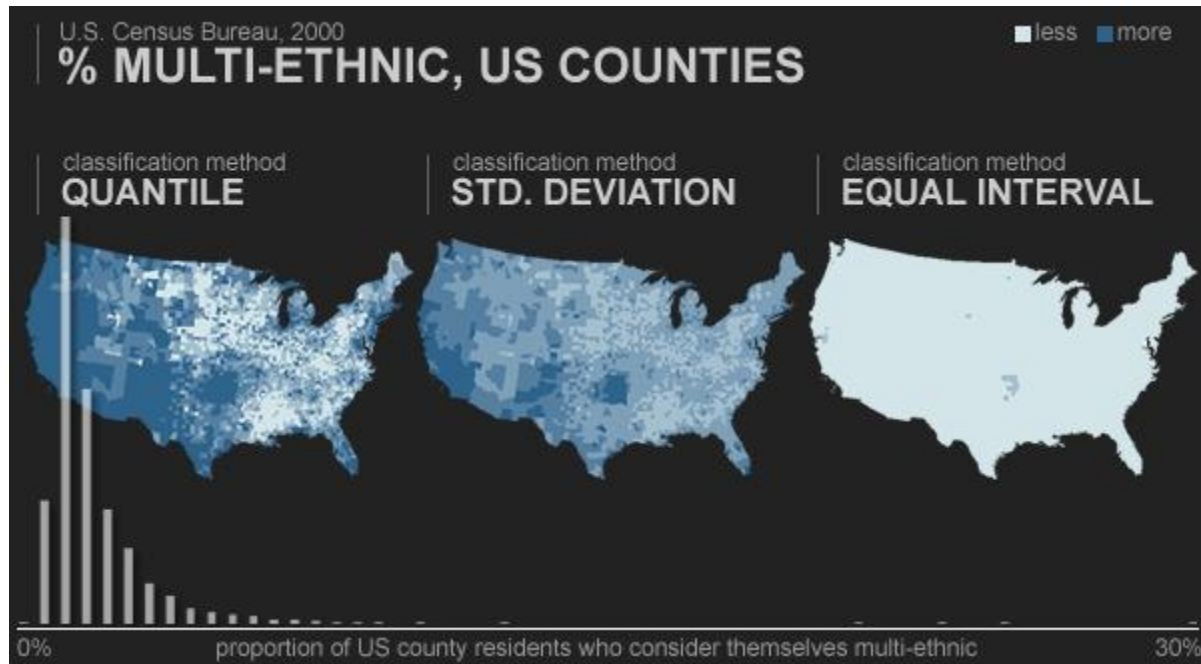 U.S. Census Bureau, 2000
% MULTI-ETHNIC, US COUNTIES
less more
classification method
QUANTILE
classification method
STD. DEVIATION
classification method
EQUAL INTERVAL
0% proportion of US county residents who consider themselves multi-ethnic 30%